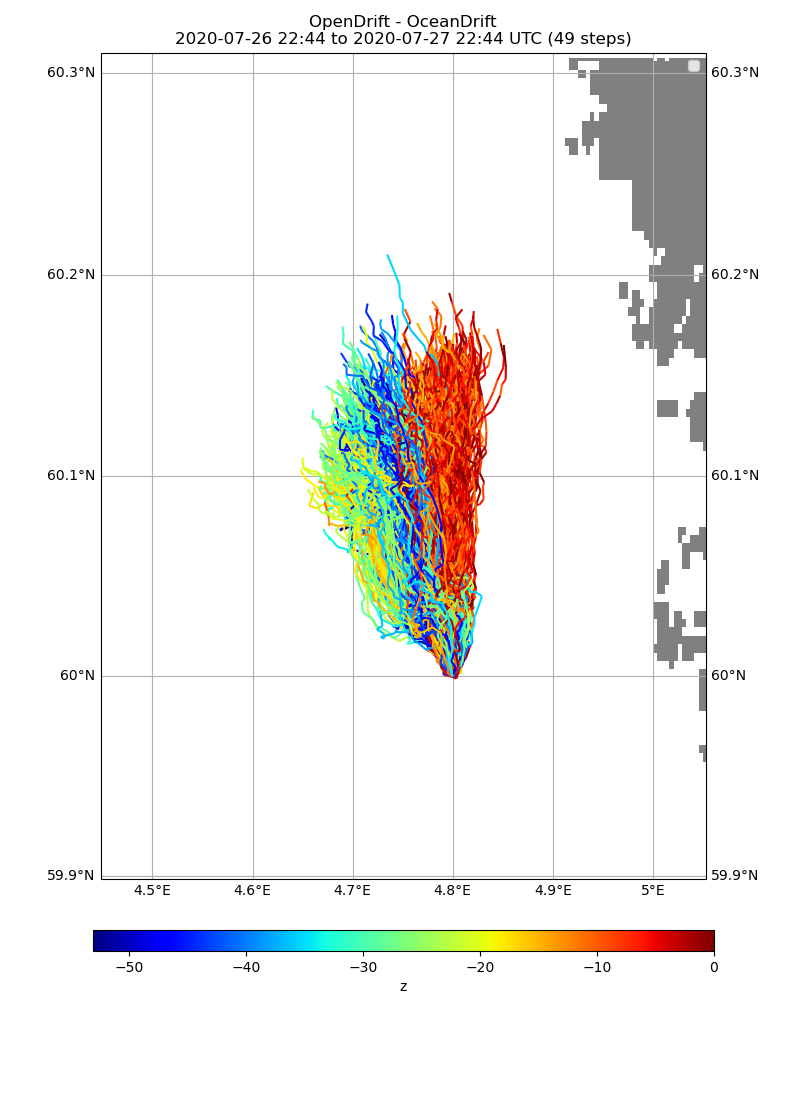 OpenDrift - OceanDrift
2020-07-26 22:44 to 2020-07-27 22:44 UTC (49 steps)
60.3°N 60.3°N
60.2°N 60.2°N
60.1°N 60.1°N
60°N 60°N
59.9°N 59.9°N
4.5°E 4.6°E 4.7°E 4.8°E 4.9°E 5°E
−50 −40 −30 −20 −10 0
z